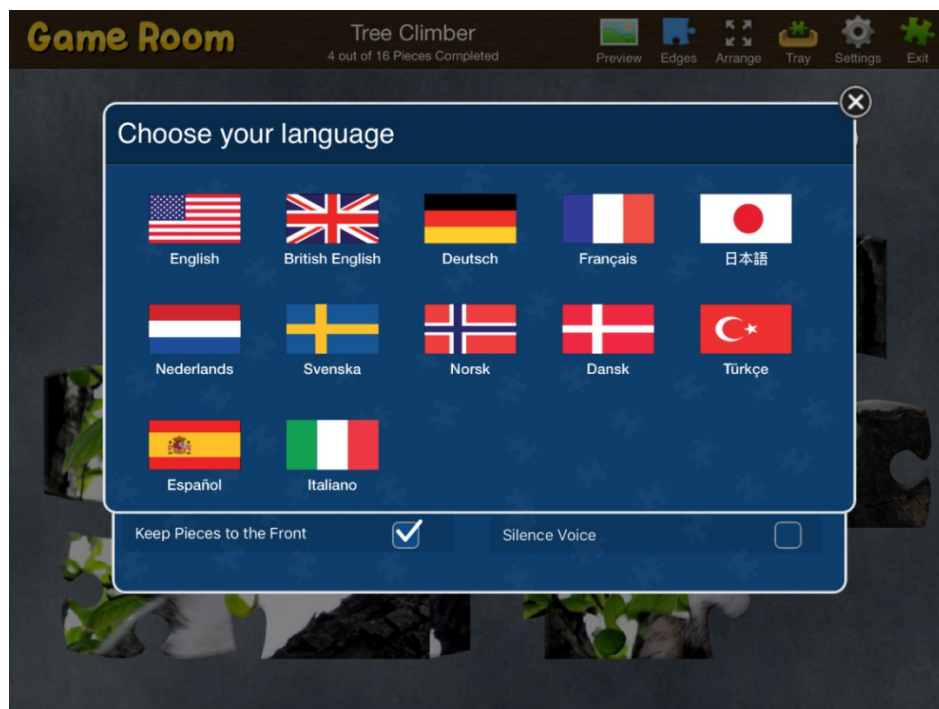 Game Room
Tree Climber
4 out of 16 Pieces Completed
Preview
Edges
Arrange
Tray
Settings
Exit
Choose your language
English
British English
Deutsch
Français
日本語
Nederlands
Svenska
Norsk
Dansk
Türkçe
Español
Italiano
Keep Pieces to the Front
Silence Voice